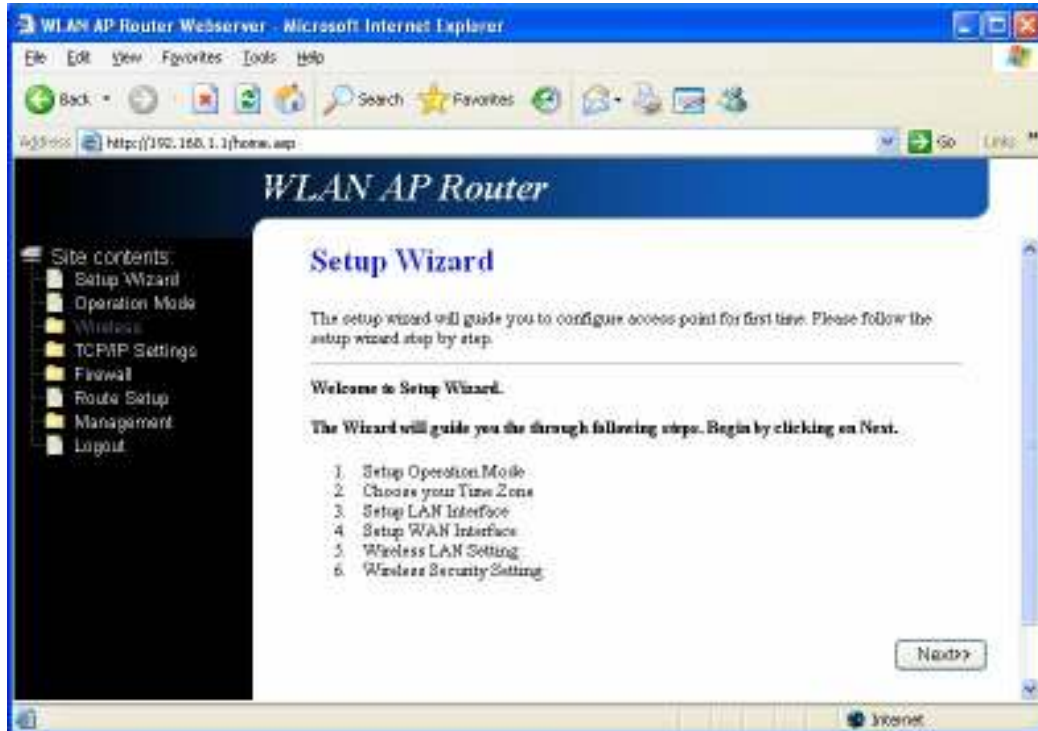 WLAN AP Router Webserver - Microsoft Internet Explorer
File Edit View Favorites Tools Help
Back Search Favorites
Address http://192.168.1.1/home.asp Go Links »
WLAN AP Router
Site contents:
Setup Wizard
Operation Mode
Wireless
TCP/IP Settings
Firewall
Route Setup
Management
Logout
Setup Wizard
The setup wizard will guide you to configure access point for first time. Please follow the
setup wizard step by step.
Welcome to Setup Wizard.
The Wizard will guide you the through following steps. Begin by clicking on Next.
1. Setup Operation Mode
2. Choose your Time Zone
3. Setup LAN Interface
4. Setup WAN Interface
5. Wireless LAN Setting
6. Wireless Security Setting
Next>>
Internet